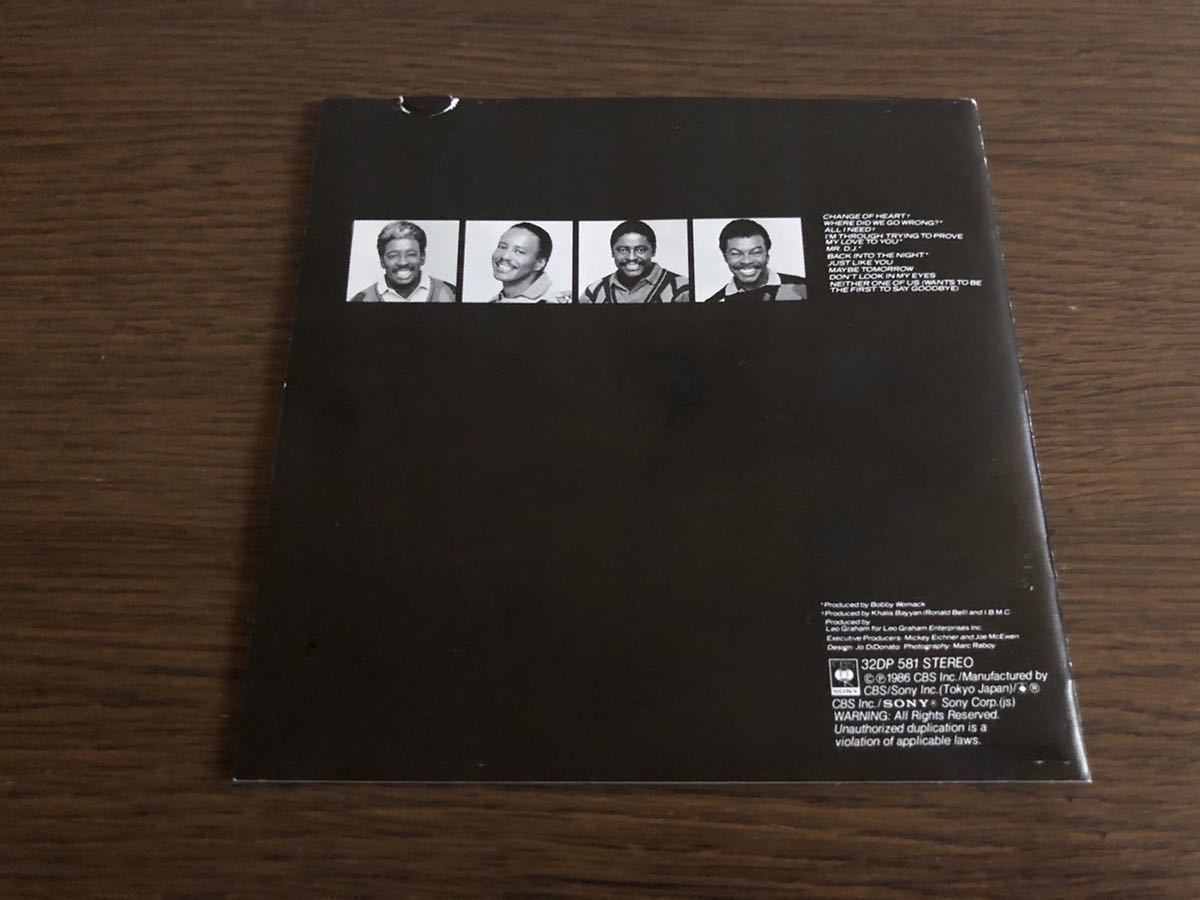 CHANGE OF HEART†
WHERE DID WE GO WRONG?*
ALL I NEED†
I'M THROUGH TRYING TO PROVE
MY LOVE TO YOU*
MR. D.J.*
BACK INTO THE NIGHT*
JUST LIKE YOU
MAYBE TOMORROW
DON'T LOOK IN MY EYES
NEITHER ONE OF US (WANTS TO BE
THE FIRST TO SAY GOODBYE)
*Produced by Bobby Womack
†Produced by Khalis Bayyan (Ronald Bell) and I.B.M.C.
Produced by
Leo Graham for Leo Graham Enterprises Inc.
Executive Producers: Mickey Eichner and Joe McEwen
Design: Jo DiDonato Photography: Marc Raboy
SONY
32DP 581 STEREO
©℗1986 CBS Inc./Manufactured by
CBS/Sony Inc.(Tokyo Japan)/®
CBS Inc./SONY® Sony Corp.(js)
WARNING: All Rights Reserved.
Unauthorized duplication is a
violation of applicable laws.